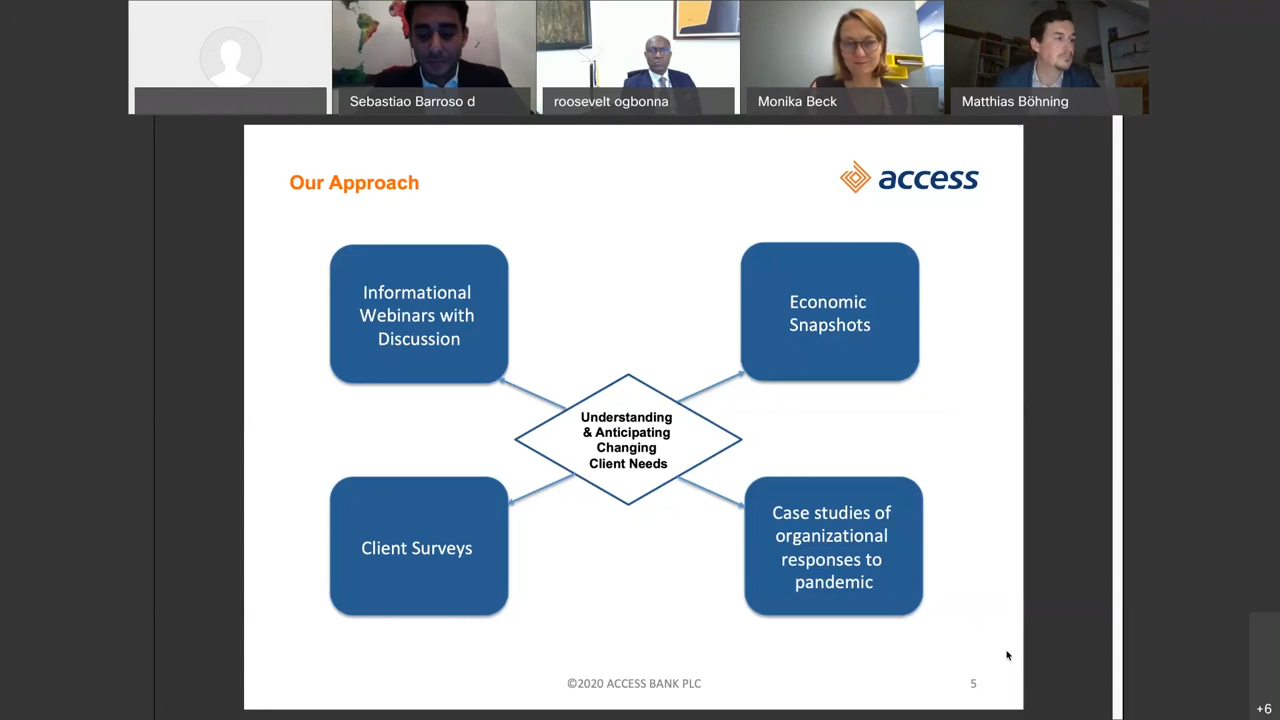 Sebastiao Barroso d
roosevelt ogbonna
Monika Beck
Matthias Böhning
Our Approach
access
Informational
Webinars with
Discussion
Economic
Snapshots
Understanding
& Anticipating
Changing
Client Needs
Client Surveys
Case studies of
organizational
responses to
pandemic
©2020 ACCESS BANK PLC
5
+6